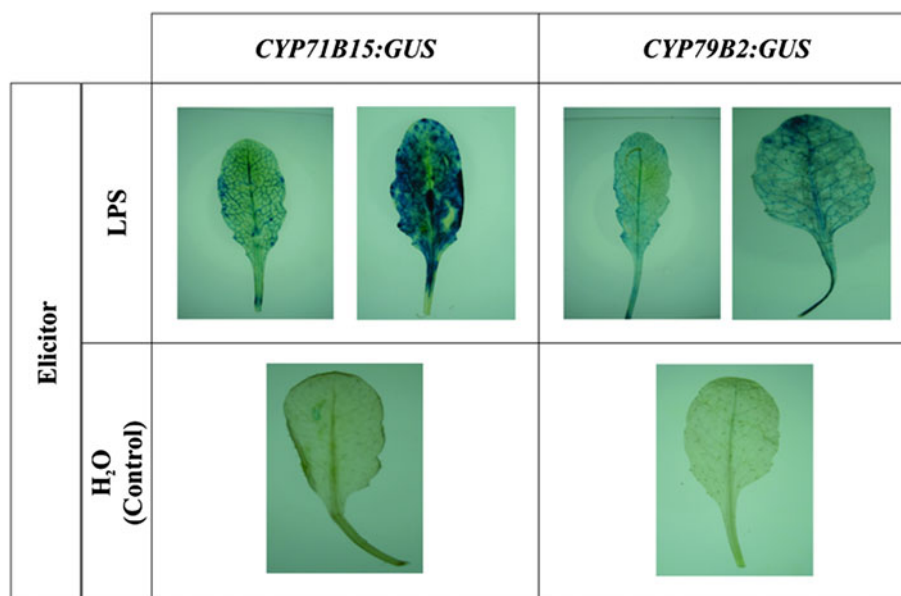 CYP71B15:GUS
CYP79B2:GUS
Elicitor
LPS
H₂O
(Control)